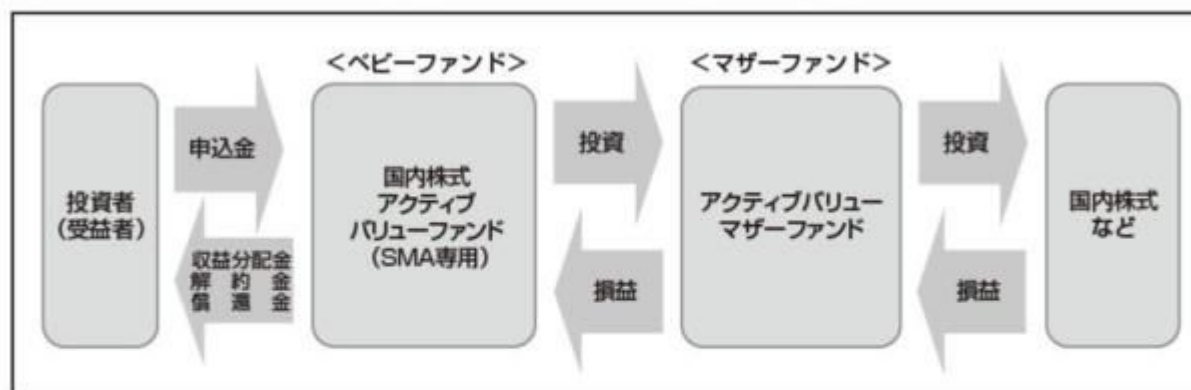 <ベビーファンド>
<マザーファンド>
投資者
(受益者)
申込金
収益分配金
解約金
償還金
国内株式
アクティブ
バリューファンド
(SMA専用)
投資
損益
アクティブバリュー
マザーファンド
投資
損益
国内株式
など